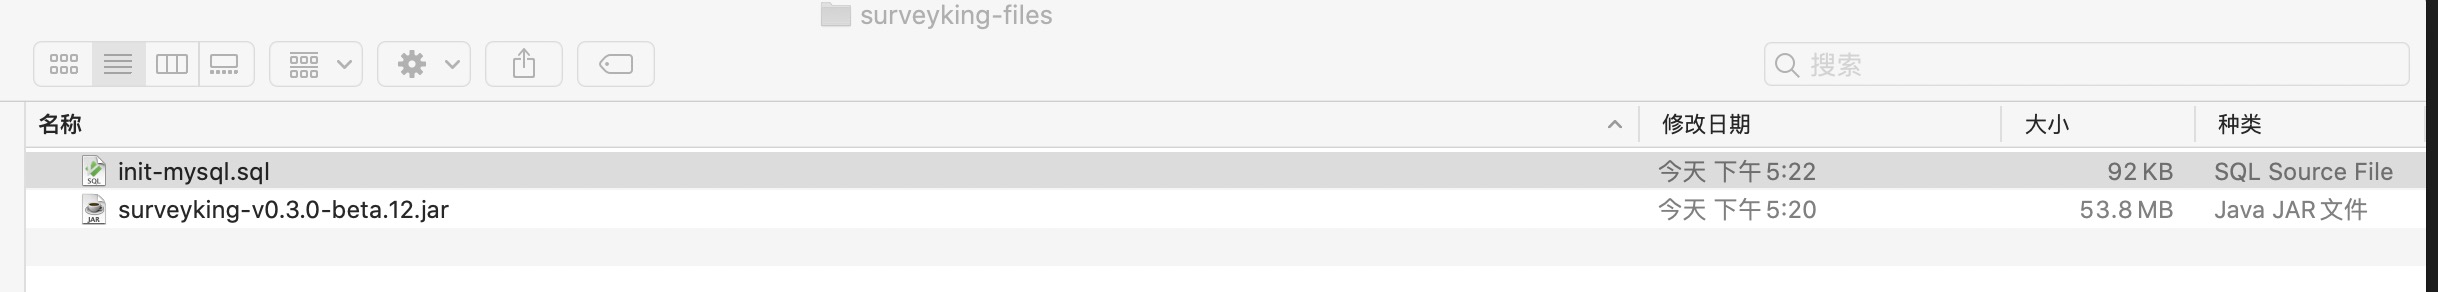 surveyking-files
搜索
名称 修改日期 大小 种类
init-mysql.sql 今天 下午5:22 92 KB SQL Source File
surveyking-v0.3.0-beta.12.jar 今天 下午5:20 53.8 MB Java JAR文件